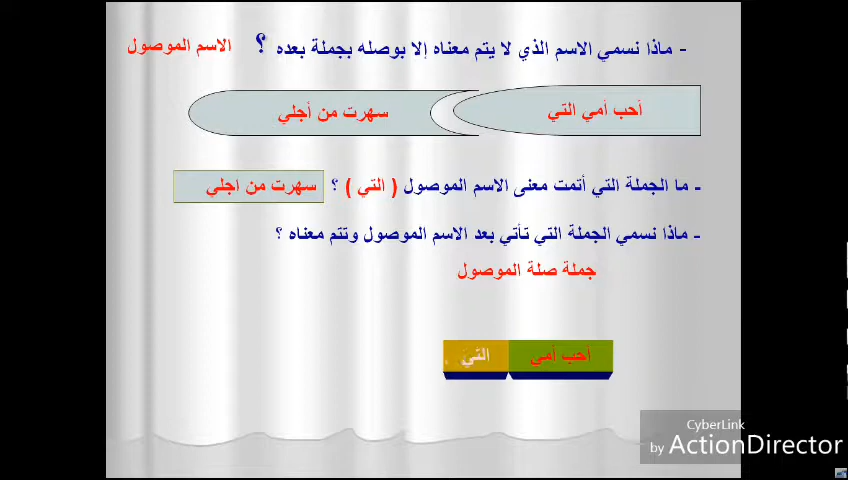 - ماذا نسمي الاسم الذي لا يتم معناه إلا بوصله بجملة بعده ؟ الاسم الموصول
أحب أمي التي سهرت من أجلي
- ما الجملة التي أتمت معنى الاسم الموصول ( التي ) ؟ سهرت من اجلي
- ماذا نسمي الجملة التي تأتي بعد الاسم الموصول وتتم معناه ؟
جملة صلة الموصول
أحب أمي التي
CyberLink
by ActionDirector